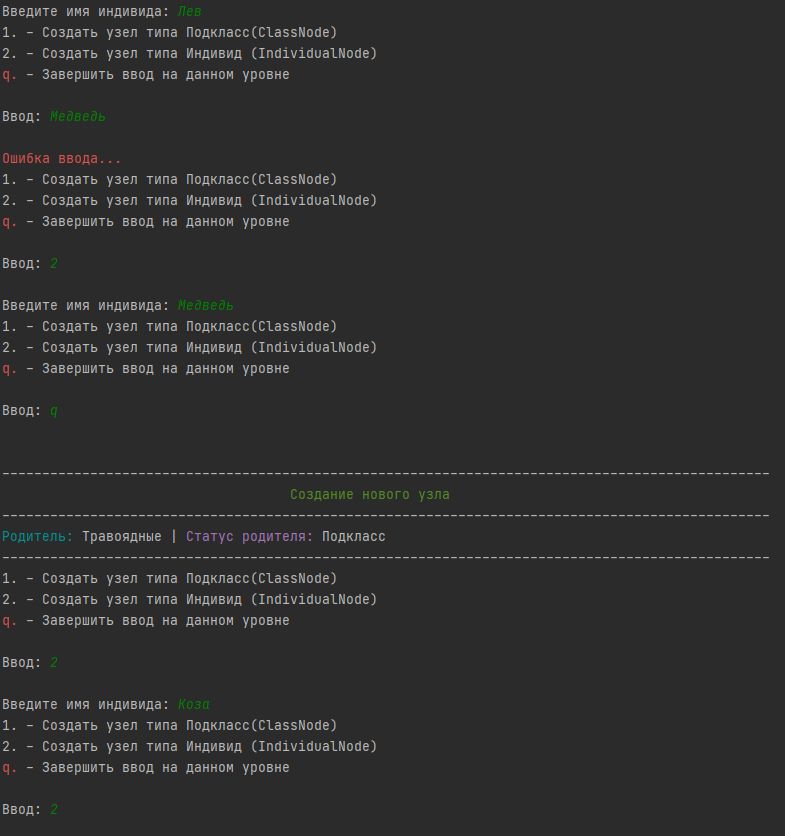 Введите имя индивида: Лев
1. – Создать узел типа Подкласс(ClassNode)
2. – Создать узел типа Индивид (IndividualNode)
q. – Завершить ввод на данном уровне
Ввод: Медведь
Ошибка ввода...
1. – Создать узел типа Подкласс(ClassNode)
2. – Создать узел типа Индивид (IndividualNode)
q. – Завершить ввод на данном уровне
Ввод: 2
Введите имя индивида: Медведь
1. – Создать узел типа Подкласс(ClassNode)
2. – Создать узел типа Индивид (IndividualNode)
q. – Завершить ввод на данном уровне
Ввод: q
------------------------------------------------------------------------------------------------
Создание нового узла
------------------------------------------------------------------------------------------------
Родитель: Травоядные | Статус родителя: Подкласс
------------------------------------------------------------------------------------------------
1. – Создать узел типа Подкласс(ClassNode)
2. – Создать узел типа Индивид (IndividualNode)
q. – Завершить ввод на данном уровне
Ввод: 2
Введите имя индивида: Коза
1. – Создать узел типа Подкласс(ClassNode)
2. – Создать узел типа Индивид (IndividualNode)
q. – Завершить ввод на данном уровне
Ввод: 2